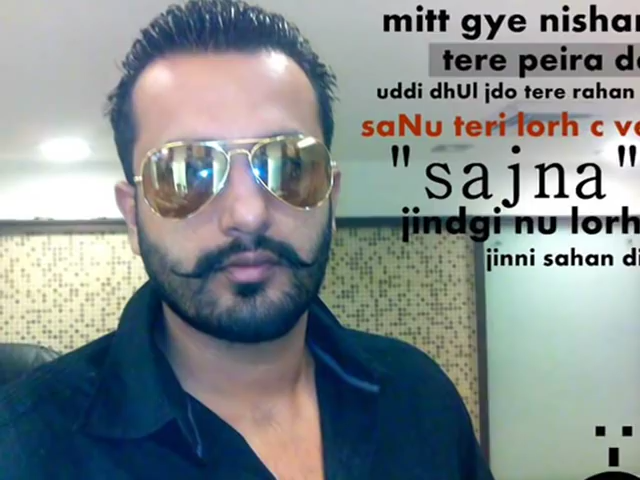 mitt gye nishan
tere peira
uddi dhUl jdo tere rahan
saNu teri lorh c
"sajna"
jindgi nu lorh
jinni sahan